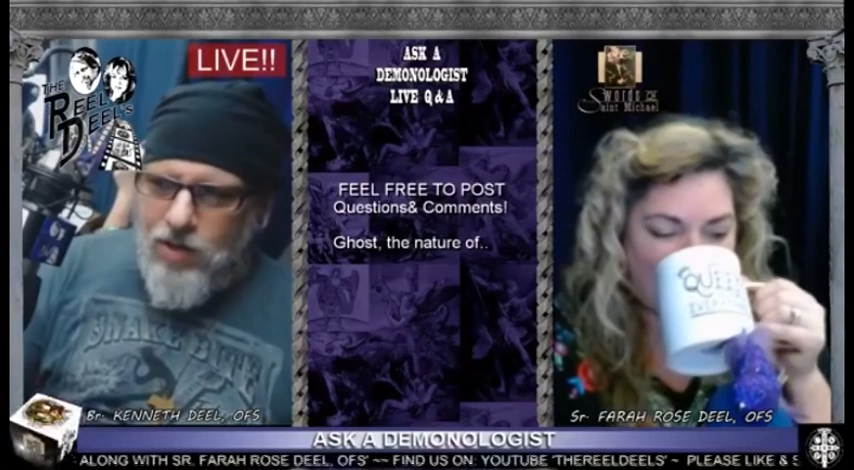 THE
REEL
DEEL'S
LIVE!!
ASK A
DEMONOLOGIST
LIVE Q&A
SWORDS OF
Saint Michael
FEEL FREE TO POST
Questions& Comments!
Ghost, the nature of..
SNAKE BITE
QUEEN
Br. KENNETH DEEL, OFS
Sr. FARAH ROSE DEEL, OFS
ASK A DEMONOLOGIST
ALONG WITH SR. FARAH ROSE DEEL, OFS' ~~ FIND US ON: YOUTUBE 'THEREELDEELS' ~ PLEASE LIKE & S